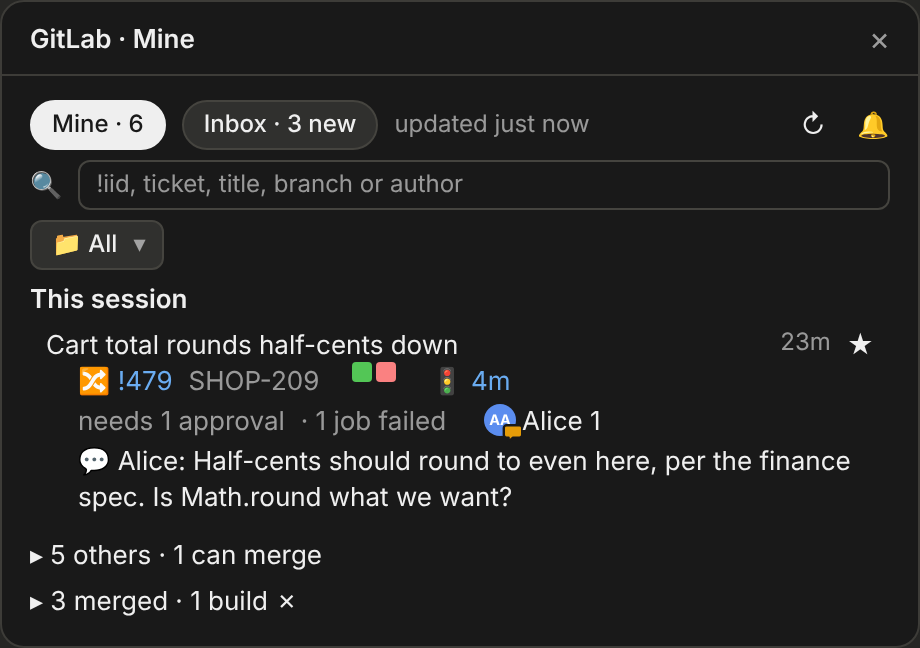 GitLab · Mine ×
Mine · 6 Inbox · 3 new updated just now
!iid, ticket, title, branch or author
All ▾
This session
Cart total rounds half-cents down 23m ★
!479 SHOP-209 4m
needs 1 approval · 1 job failed AA Alice 1
Alice: Half-cents should round to even here, per the finance
spec. Is Math.round what we want?
▸ 5 others · 1 can merge
▸ 3 merged · 1 build ×